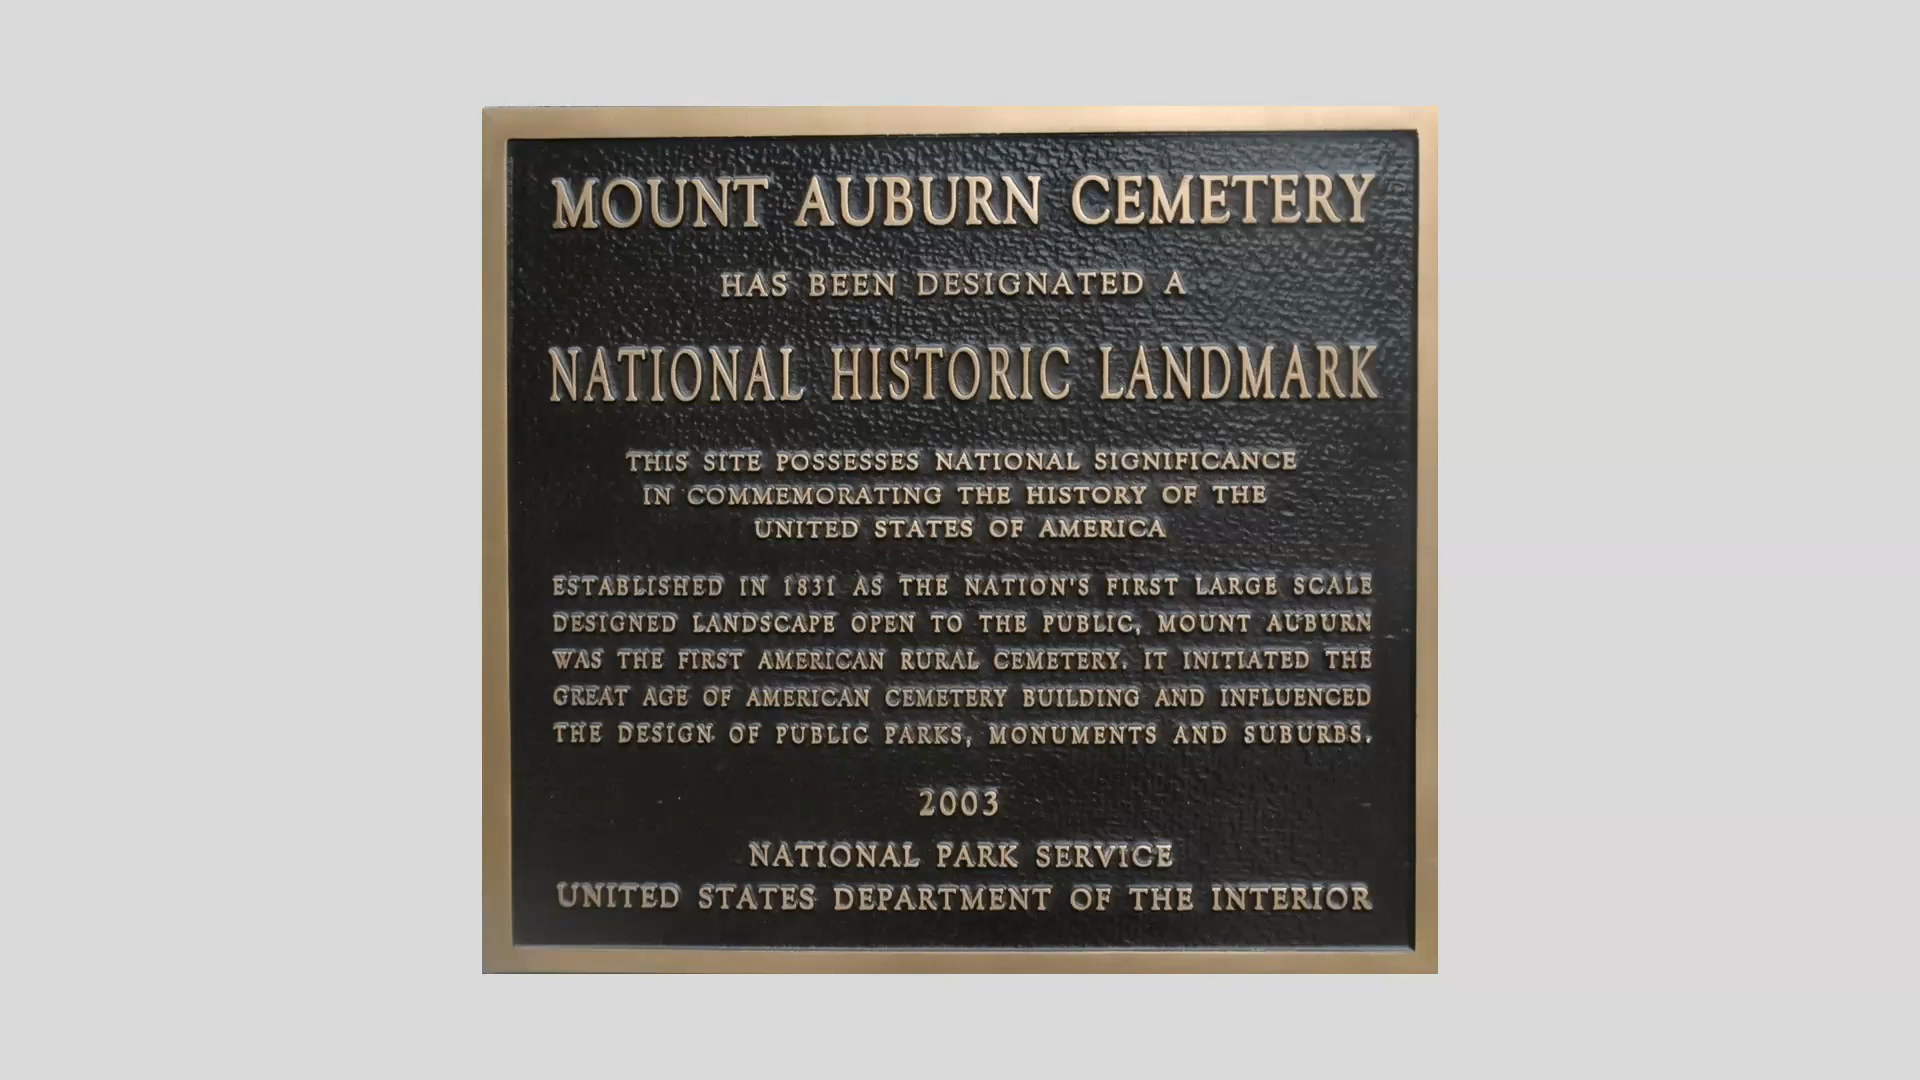 MOUNT AUBURN CEMETERY
HAS BEEN DESIGNATED A
NATIONAL HISTORIC LANDMARK
THIS SITE POSSESSES NATIONAL SIGNIFICANCE
IN COMMEMORATING THE HISTORY OF THE
UNITED STATES OF AMERICA
ESTABLISHED IN 1831 AS THE NATION'S FIRST LARGE SCALE
DESIGNED LANDSCAPE OPEN TO THE PUBLIC, MOUNT AUBURN
WAS THE FIRST AMERICAN RURAL CEMETERY. IT INITIATED THE
GREAT AGE OF AMERICAN CEMETERY BUILDING AND INFLUENCED
THE DESIGN OF PUBLIC PARKS, MONUMENTS AND SUBURBS.
2003
NATIONAL PARK SERVICE
UNITED STATES DEPARTMENT OF THE INTERIOR